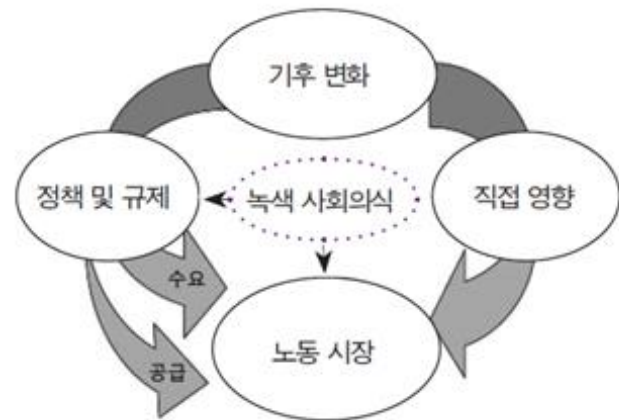 기후 변화
정책 및 규제
녹색 사회의식
직접 영향
수요
노동 시장
공급